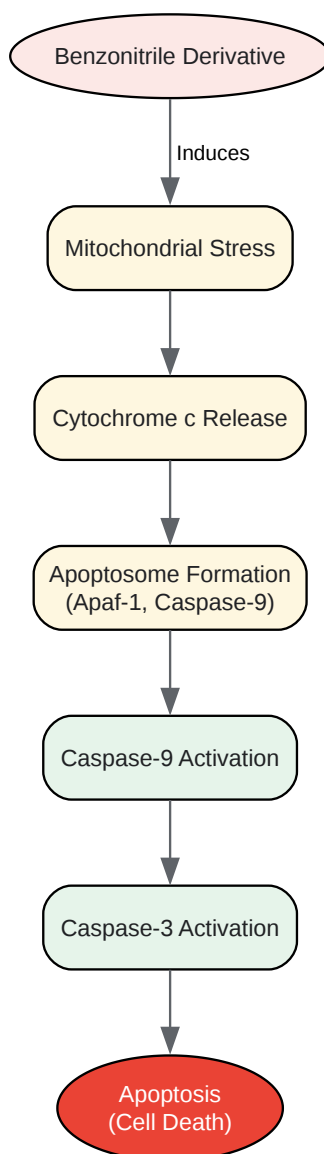 Benzonitrile Derivative
Induces
Mitochondrial Stress
Cytochrome c Release
Apoptosome Formation
(Apaf-1, Caspase-9)
Caspase-9 Activation
Caspase-3 Activation
Apoptosis
(Cell Death)